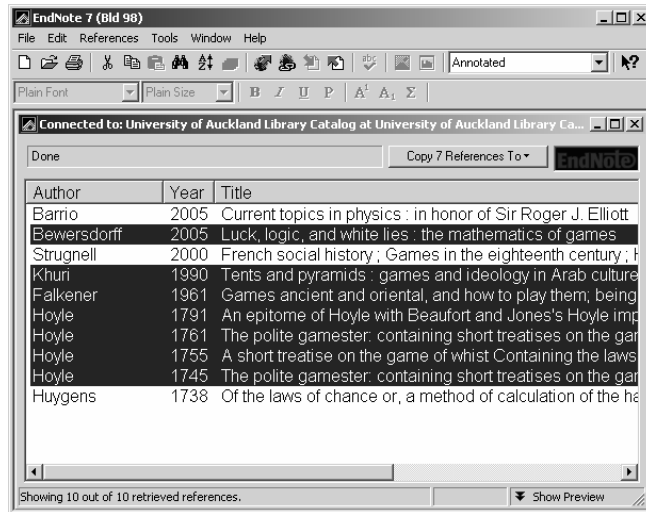 EndNote 7 (Bld 98)
File Edit References Tools Window Help
Annotated
Plain Font Plain Size B I U P A¹ A₁ Σ
Connected to: University of Auckland Library Catalog at University of Auckland Library Ca...
Done Copy 7 References To EndNote
Author Year Title
Barrio 2005 Current topics in physics : in honor of Sir Roger J. Elliott
Bewersdorff 2005 Luck, logic, and white lies : the mathematics of games
Strugnell 2000 French social history ; Games in the eighteenth century ; H
Khuri 1990 Tents and pyramids : games and ideology in Arab culture
Falkener 1961 Games ancient and oriental, and how to play them; being
Hoyle 1791 An epitome of Hoyle with Beaufort and Jones's Hoyle imp
Hoyle 1761 The polite gamester: containing short treatises on the gar
Hoyle 1755 A short treatise on the game of whist Containing the laws
Hoyle 1745 The polite gamester: containing short treatises on the gar
Huygens 1738 Of the laws of chance or, a method of calculation of the ha
Showing 10 out of 10 retrieved references. Show Preview